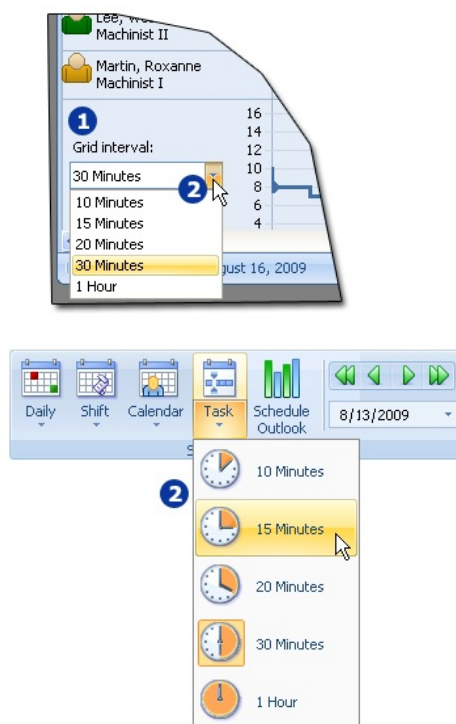 Lee,
Machinist II
Martin, Roxanne
Machinist I
1
Grid interval:
16
14
12
10
8
6
4
30 Minutes
2
10 Minutes
15 Minutes
20 Minutes
30 Minutes
1 Hour
gust 16, 2009
Daily
Shift
Calendar
Task
Schedule
Outlook
8/13/2009
S
2
10 Minutes
15 Minutes
20 Minutes
30 Minutes
1 Hour